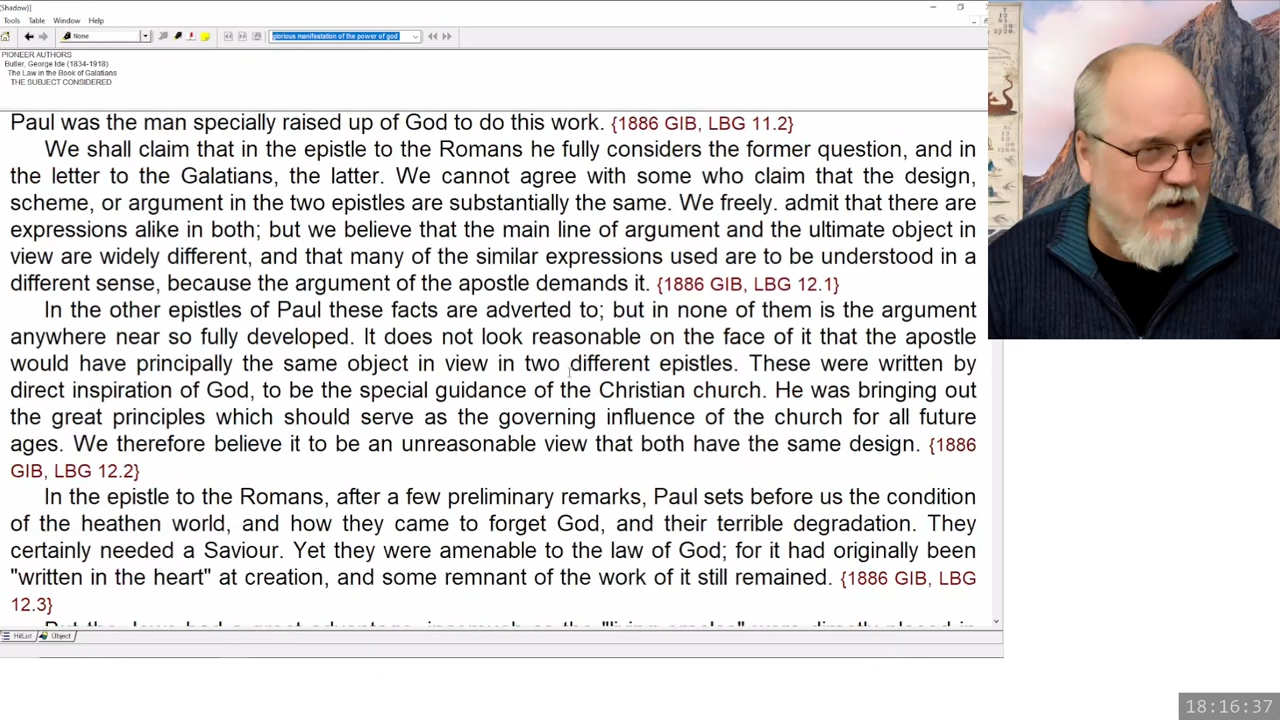 (Shadow)]
Tools Table Window Help
None
glorious manifestation of the power of god
PIONEER AUTHORS
Butler, George Ide (1834-1918)
The Law in the Book of Galatians
THE SUBJECT CONSIDERED
Paul was the man specially raised up of God to do this work. {1886 GIB, LBG 11.2}
We shall claim that in the epistle to the Romans he fully considers the former question, and in
the letter to the Galatians, the latter. We cannot agree with some who claim that the design,
scheme, or argument in the two epistles are substantially the same. We freely. admit that there are
expressions alike in both; but we believe that the main line of argument and the ultimate object in
view are widely different, and that many of the similar expressions used are to be understood in a
different sense, because the argument of the apostle demands it. {1886 GIB, LBG 12.1}
In the other epistles of Paul these facts are adverted to; but in none of them is the argument
anywhere near so fully developed. It does not look reasonable on the face of it that the apostle
would have principally the same object in view in two different epistles. These were written by
direct inspiration of God, to be the special guidance of the Christian church. He was bringing out
the great principles which should serve as the governing influence of the church for all future
ages. We therefore believe it to be an unreasonable view that both have the same design. {1886
GIB, LBG 12.2}
In the epistle to the Romans, after a few preliminary remarks, Paul sets before us the condition
of the heathen world, and how they came to forget God, and their terrible degradation. They
certainly needed a Saviour. Yet they were amenable to the law of God; for it had originally been
"written in the heart" at creation, and some remnant of the work of it still remained. {1886 GIB, LBG
12.3}
HitList Object
18:16:37